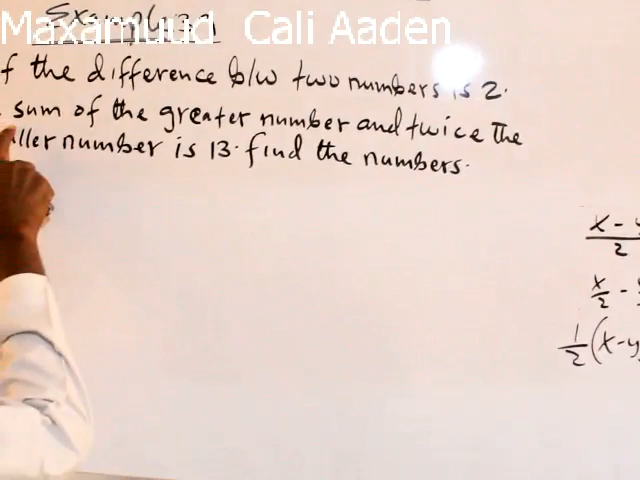 Maxamuud Cali Aaden
Example
f the difference b/w two numbers is 2.
sum of the greater number and twice the
ller number is 13. find the numbers.
x - y
2
x
2 -
1
2 (x-y